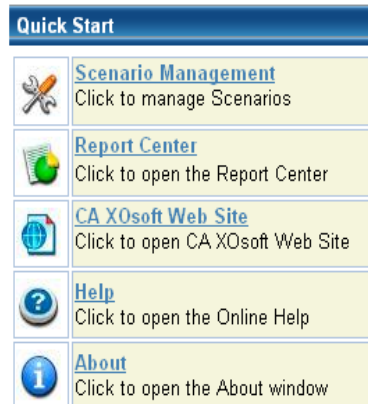 Quick Start
Scenario Management
Click to manage Scenarios
Report Center
Click to open the Report Center
CA XOsoft Web Site
Click to open CA XOsoft Web Site
Help
Click to open the Online Help
About
Click to open the About window